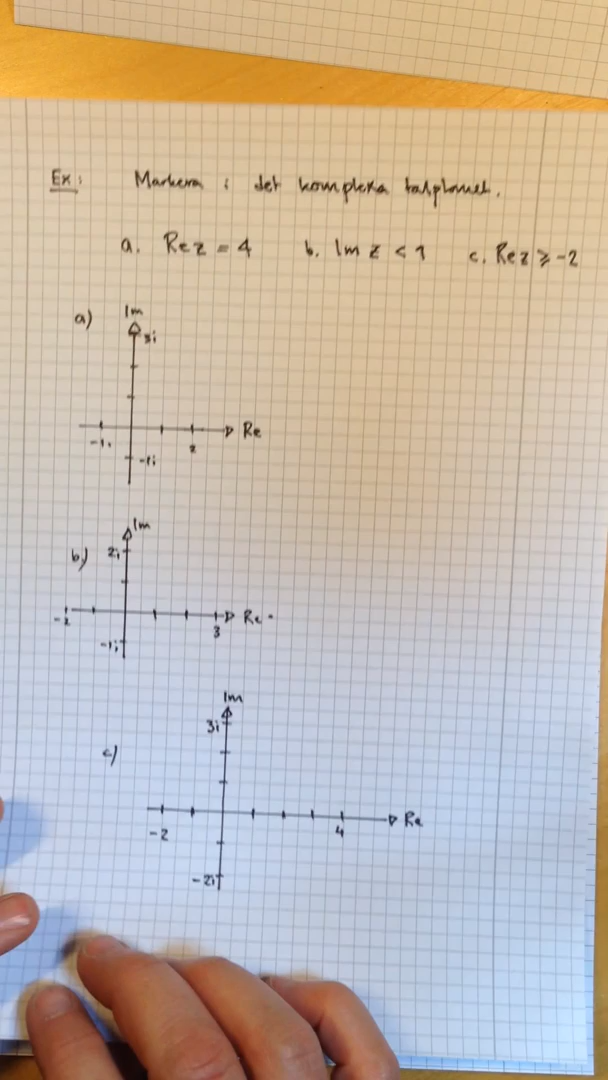 Ex: Markera i det komplexa talplanet.
a. Re z = 4 b. Im z < 1 c. Re z ≥ -2
a)
Im
3i
Re
-1
2
-1i
b)
Im
2i
Re
-2
3
-1i
c)
Im
3i
Re
-2
4
-2i